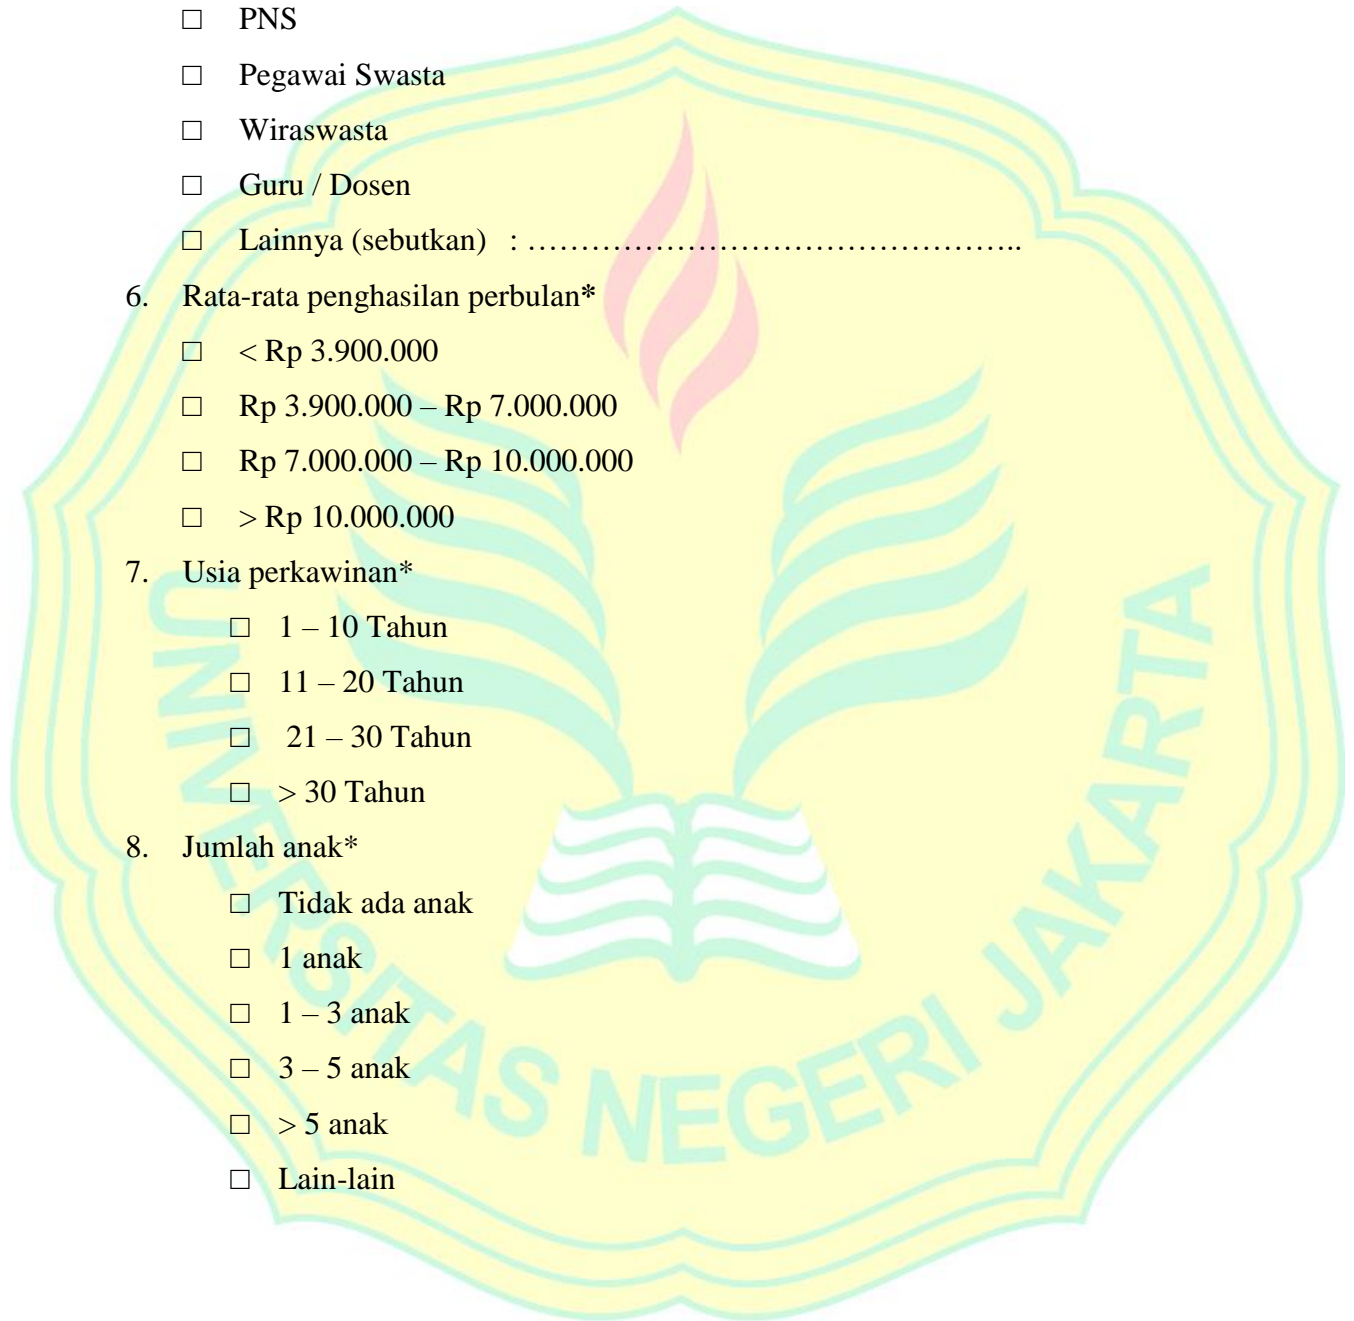 □ PNS
□ Pegawai Swasta
□ Wiraswasta
□ Guru / Dosen
□ Lainnya (sebutkan) : ………………………………………..
6. Rata-rata penghasilan perbulan*
□ < Rp 3.900.000
□ Rp 3.900.000 – Rp 7.000.000
□ Rp 7.000.000 – Rp 10.000.000
□ > Rp 10.000.000
7. Usia perkawinan*
□ 1 – 10 Tahun
□ 11 – 20 Tahun
□ 21 – 30 Tahun
□ > 30 Tahun
8. Jumlah anak*
□ Tidak ada anak
□ 1 anak
□ 1 – 3 anak
□ 3 – 5 anak
□ > 5 anak
□ Lain-lain
UNIVERSITAS NEGERI JAKARTA